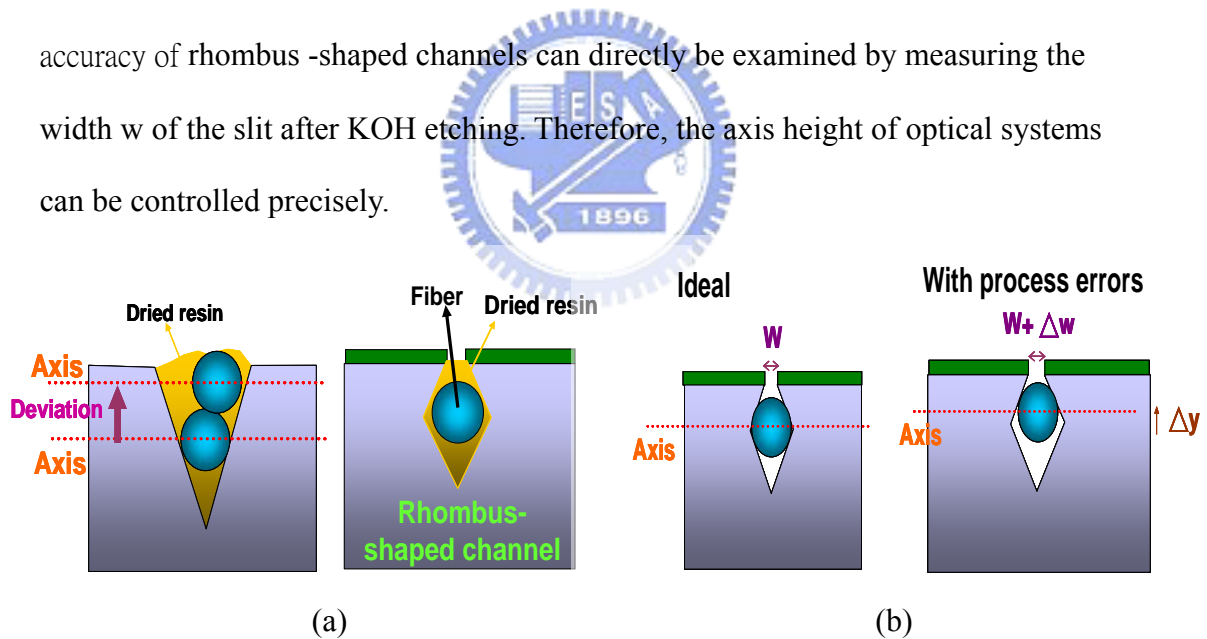 accuracy of rhombus -shaped channels can directly be examined by measuring the
width w of the slit after KOH etching. Therefore, the axis height of optical systems
can be controlled precisely.
E S A
1896
Dried resin
Axis
Deviation
Axis
Fiber
Dried resin
Rhombus-
shaped channel
Ideal
W
Axis
With process errors
W+ Δw
Axis
Δy
(a)
(b)